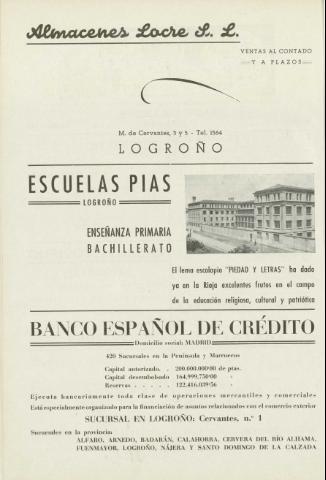 Almacenes Locre S. L.
VENTAS AL CONTADO
Y A PLAZOS
M. de Cervantes, 3 y 5 - Tel. 1564
LOGROÑO
ESCUELAS PIAS
LOGROÑO
ENSEÑANZA PRIMARIA
BACHILLERATO
El lema escolapio "PIEDAD Y LETRAS" ha dado
ya en la Rioja excelentes frutos en el campo
de la educación religiosa, cultural y patriótica
BANCO ESPAÑOL DE CRÉDITO
Domicilio social: MADRID
420 Sucursales en la Península y Marruecos
Capital autorizado. . 200.000.000'00 de ptas.
Capital desembolsado 164.999.750'00 »
Reservas . . . . . 122.416.039'56 »
Ejecuta bancariamente toda clase de operaciones mercantiles y comerciales
Está especialmente organizado para la financiación de asuntos relacionados con el comercio exterior
SUCURSAL EN LOGROÑO: Cervantes, n.º 1
Sucursales en la provincia:
ALFARO, ARNEDO, BADARÁN, CALAHORRA, CERVERA DEL RÍO ALHAMA,
FUENMAYOR, LOGROÑO, NÁJERA Y SANTO DOMINGO DE LA CALZADA